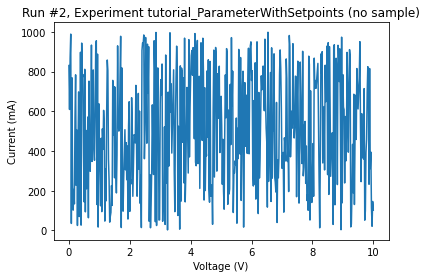 Run #2, Experiment tutorial_ParameterWithSetpoints (no sample)
1000
800
600
400
200
0
Current (mA)
0 2 4 6 8 10
Voltage (V)